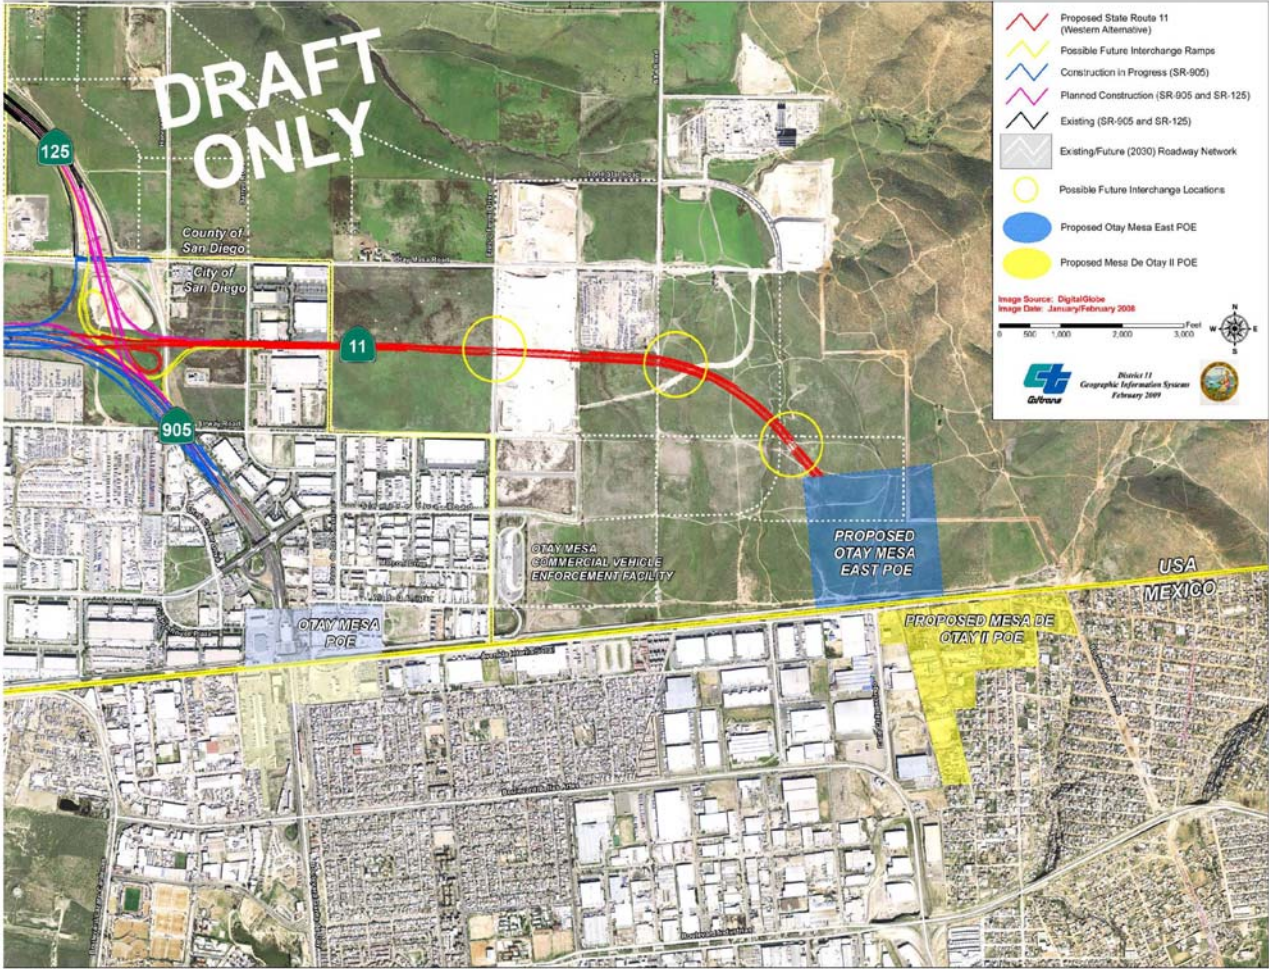 DRAFT
ONLY
125
County of
San Diego
City of
San Diego
Otay Mesa Road
11
905
OTAY MESA
COMMERCIAL VEHICLE
ENFORCEMENT FACILITY
OTAY MESA
POE
PROPOSED
OTAY MESA
EAST POE
USA
MEXICO
PROPOSED MESA DE
OTAY II POE
Proposed State Route 11
(Western Alternative)
Possible Future Interchange Ramps
Construction in Progress (SR-905)
Planned Construction (SR-905 and SR-125)
Existing (SR-905 and SR-125)
Existing/Future (2030) Roadway Network
Possible Future Interchange Locations
Proposed Otay Mesa East POE
Proposed Mesa De Otay II POE
Image Source: DigitalGlobe
Image Date: January/February 2008
Feet
0 500 1,000 2,000 3,000
N
W E
S
Caltrans
District 11
Geographic Information Systems
February 2009